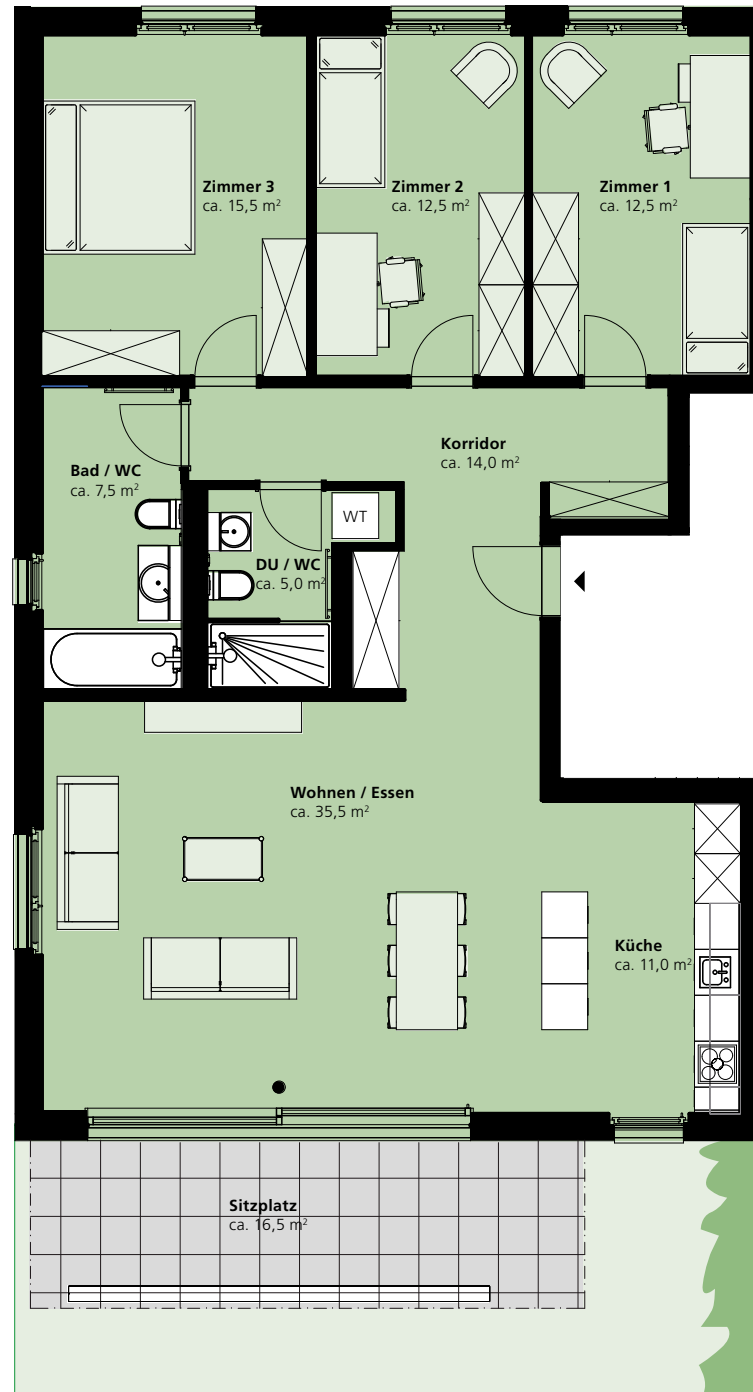 Zimmer 3
ca. 15,5 m²
Zimmer 2
ca. 12,5 m²
Zimmer 1
ca. 12,5 m²
Korridor
ca. 14,0 m²
Bad / WC
ca. 7,5 m²
WT
DU / WC
ca. 5,0 m²
Wohnen / Essen
ca. 35,5 m²
Küche
ca. 11,0 m²
Sitzplatz
ca. 16,5 m²